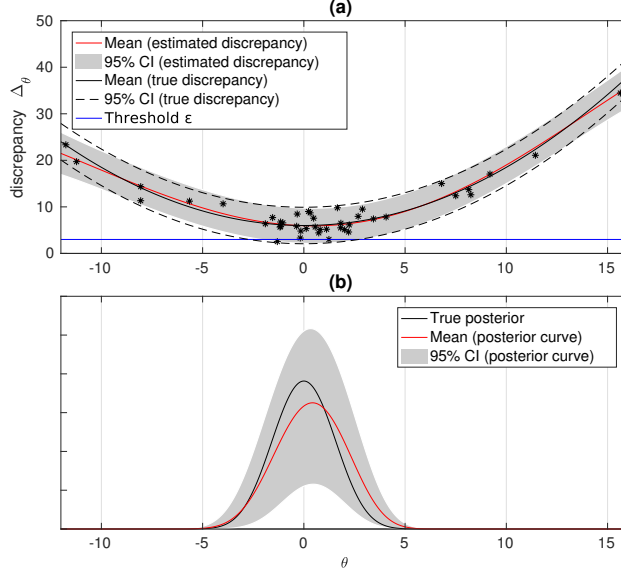 (a)
50
40
30
20
10
0
discrepancy Δθ
Mean (estimated discrepancy)
95% CI (estimated discrepancy)
Mean (true discrepancy)
95% CI (true discrepancy)
Threshold ε
-10 -5 0 5 10 15
(b)
True posterior
Mean (posterior curve)
95% CI (posterior curve)
-10 -5 0 5 10 15
θ